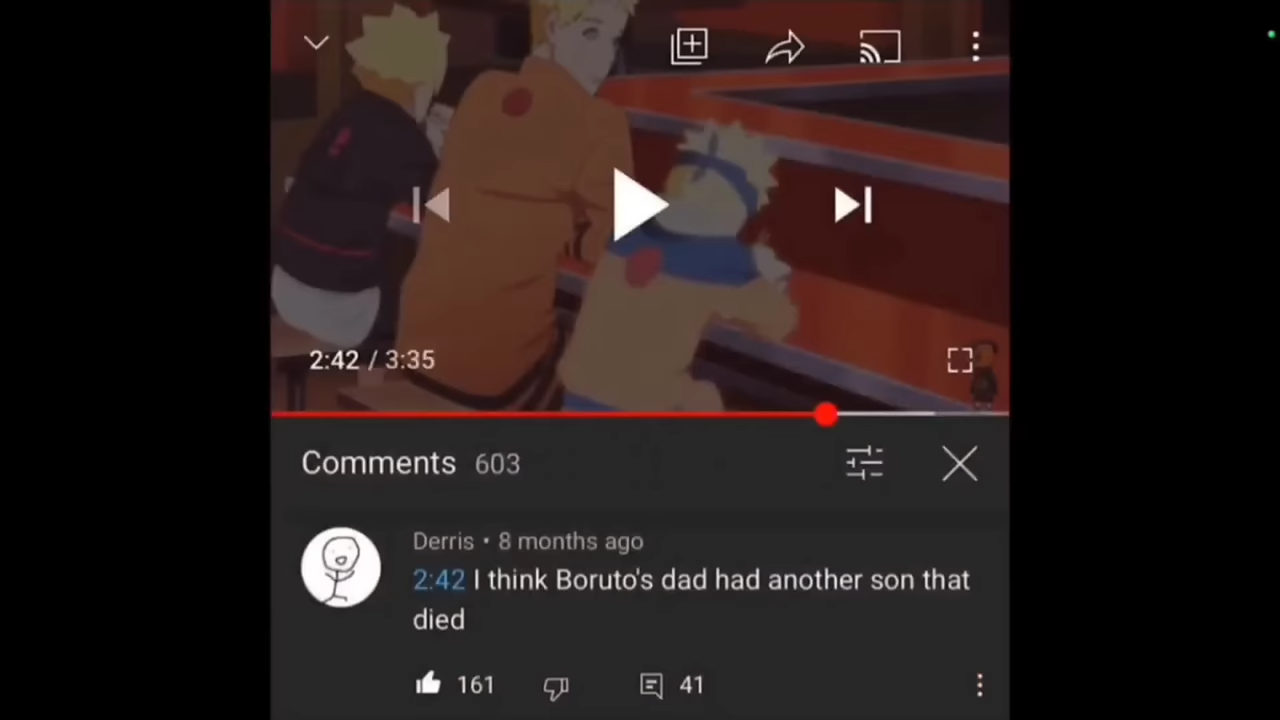 2:42 / 3:35
Comments 603
Derris • 8 months ago
2:42 I think Boruto's dad had another son that
died
161 41